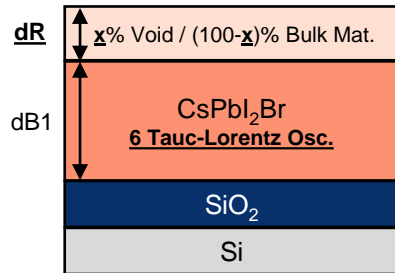 dR
x% Void / (100-x)% Bulk Mat.
dB1
CsPbI₂Br
6 Tauc-Lorentz Osc.
SiO₂
Si